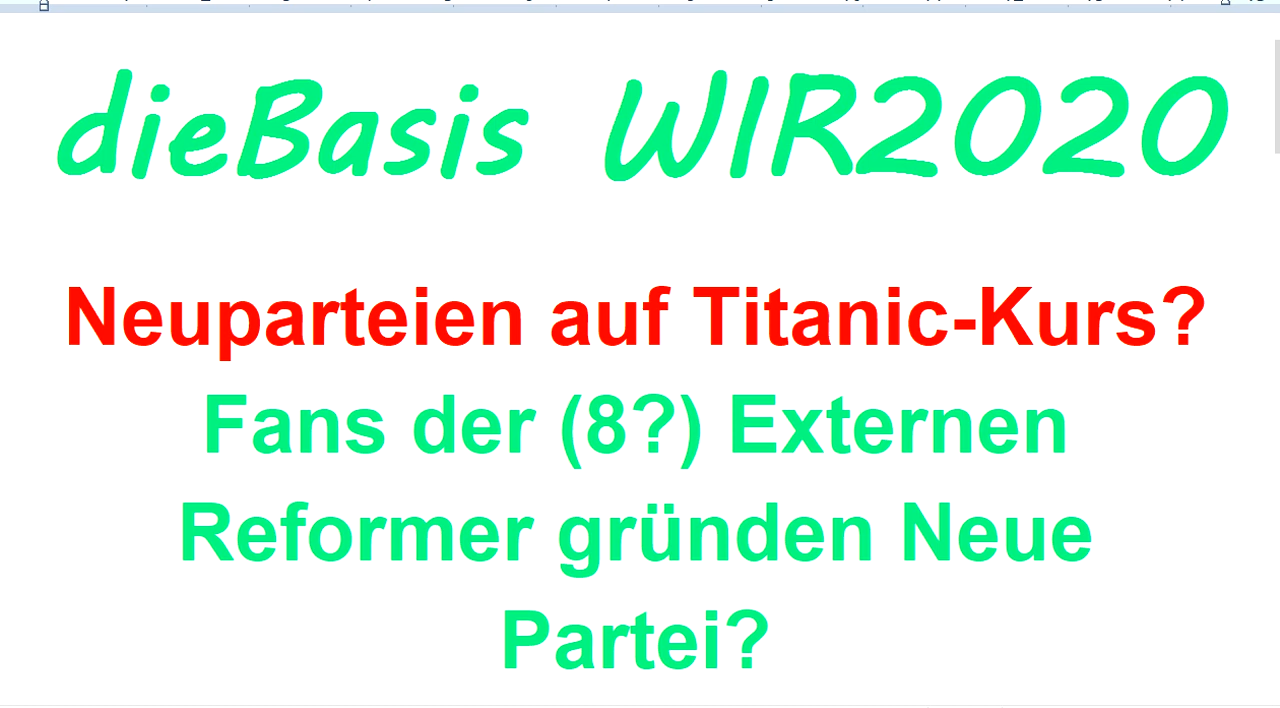 dieBasis WIR2020
Neuparteien auf Titanic-Kurs?
Fans der (8?) Externen
Reformer gründen Neue
Partei?